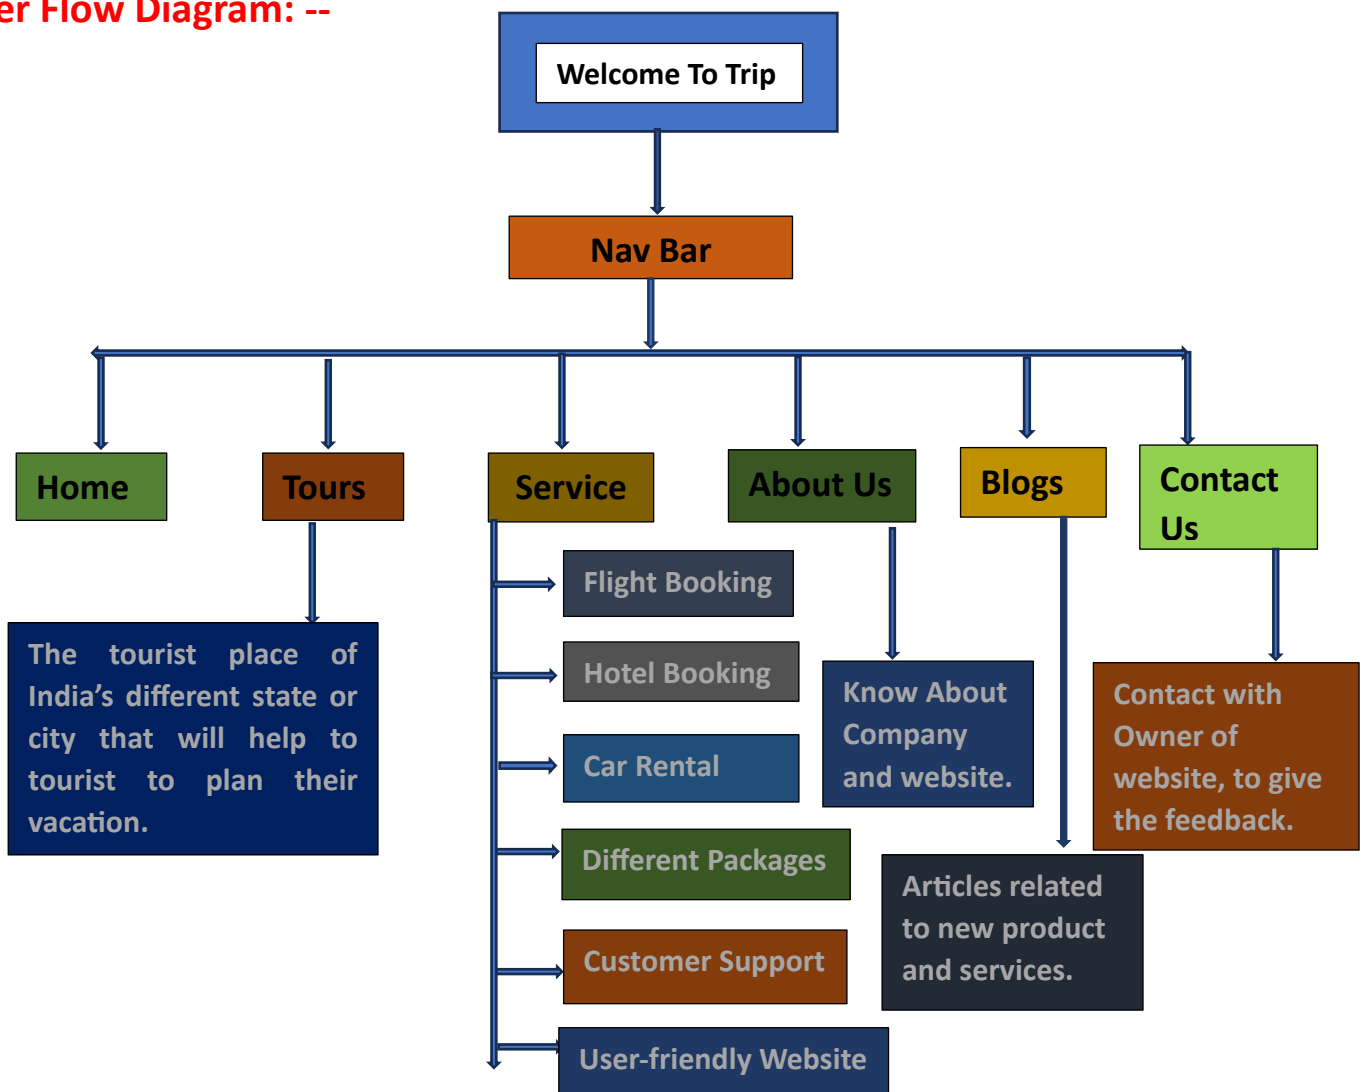 er Flow Diagram: --
Welcome To Trip
Nav Bar
Home
Tours
Service
About Us
Blogs
Contact
Us
The tourist place of
India’s different state or
city that will help to
tourist to plan their
vacation.
Flight Booking
Hotel Booking
Car Rental
Different Packages
Customer Support
User-friendly Website
Know About
Company
and website.
Articles related
to new product
and services.
Contact with
Owner of
website, to give
the feedback.